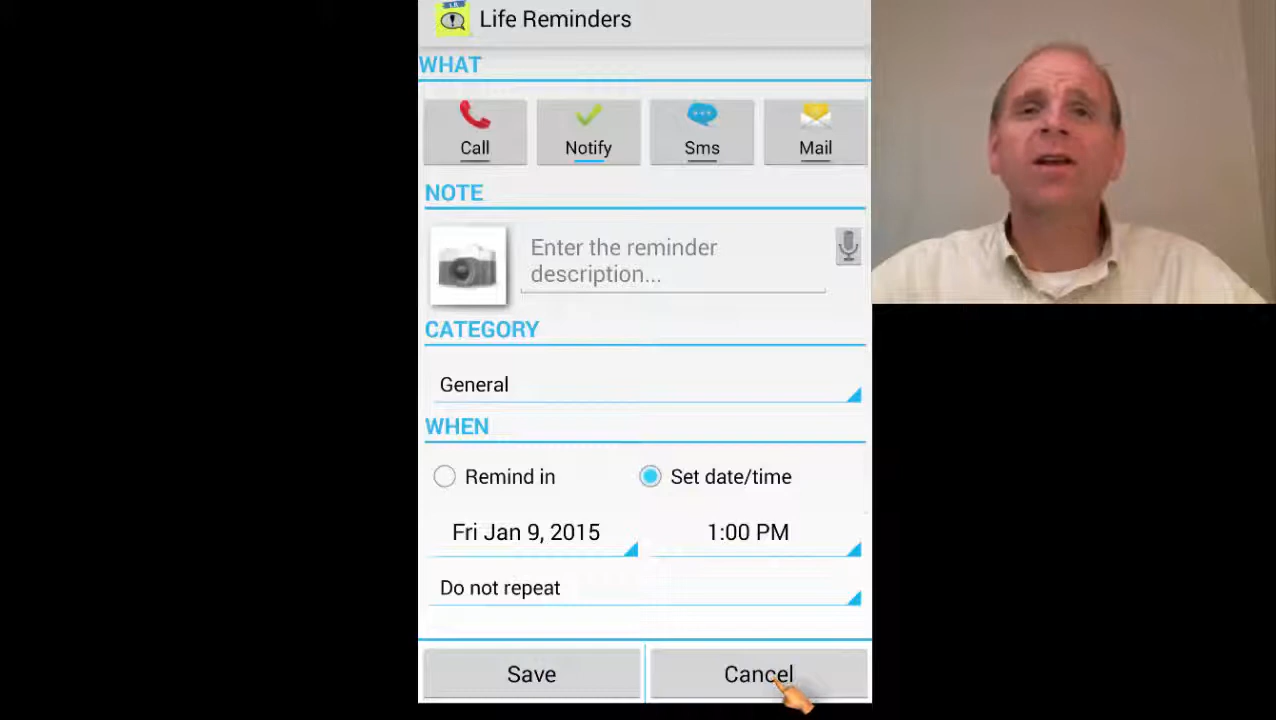 Life Reminders
WHAT
Call Notify Sms Mail
NOTE
Enter the reminder
description...
CATEGORY
General
WHEN
Remind in Set date/time
Fri Jan 9, 2015 1:00 PM
Do not repeat
Save Cancel